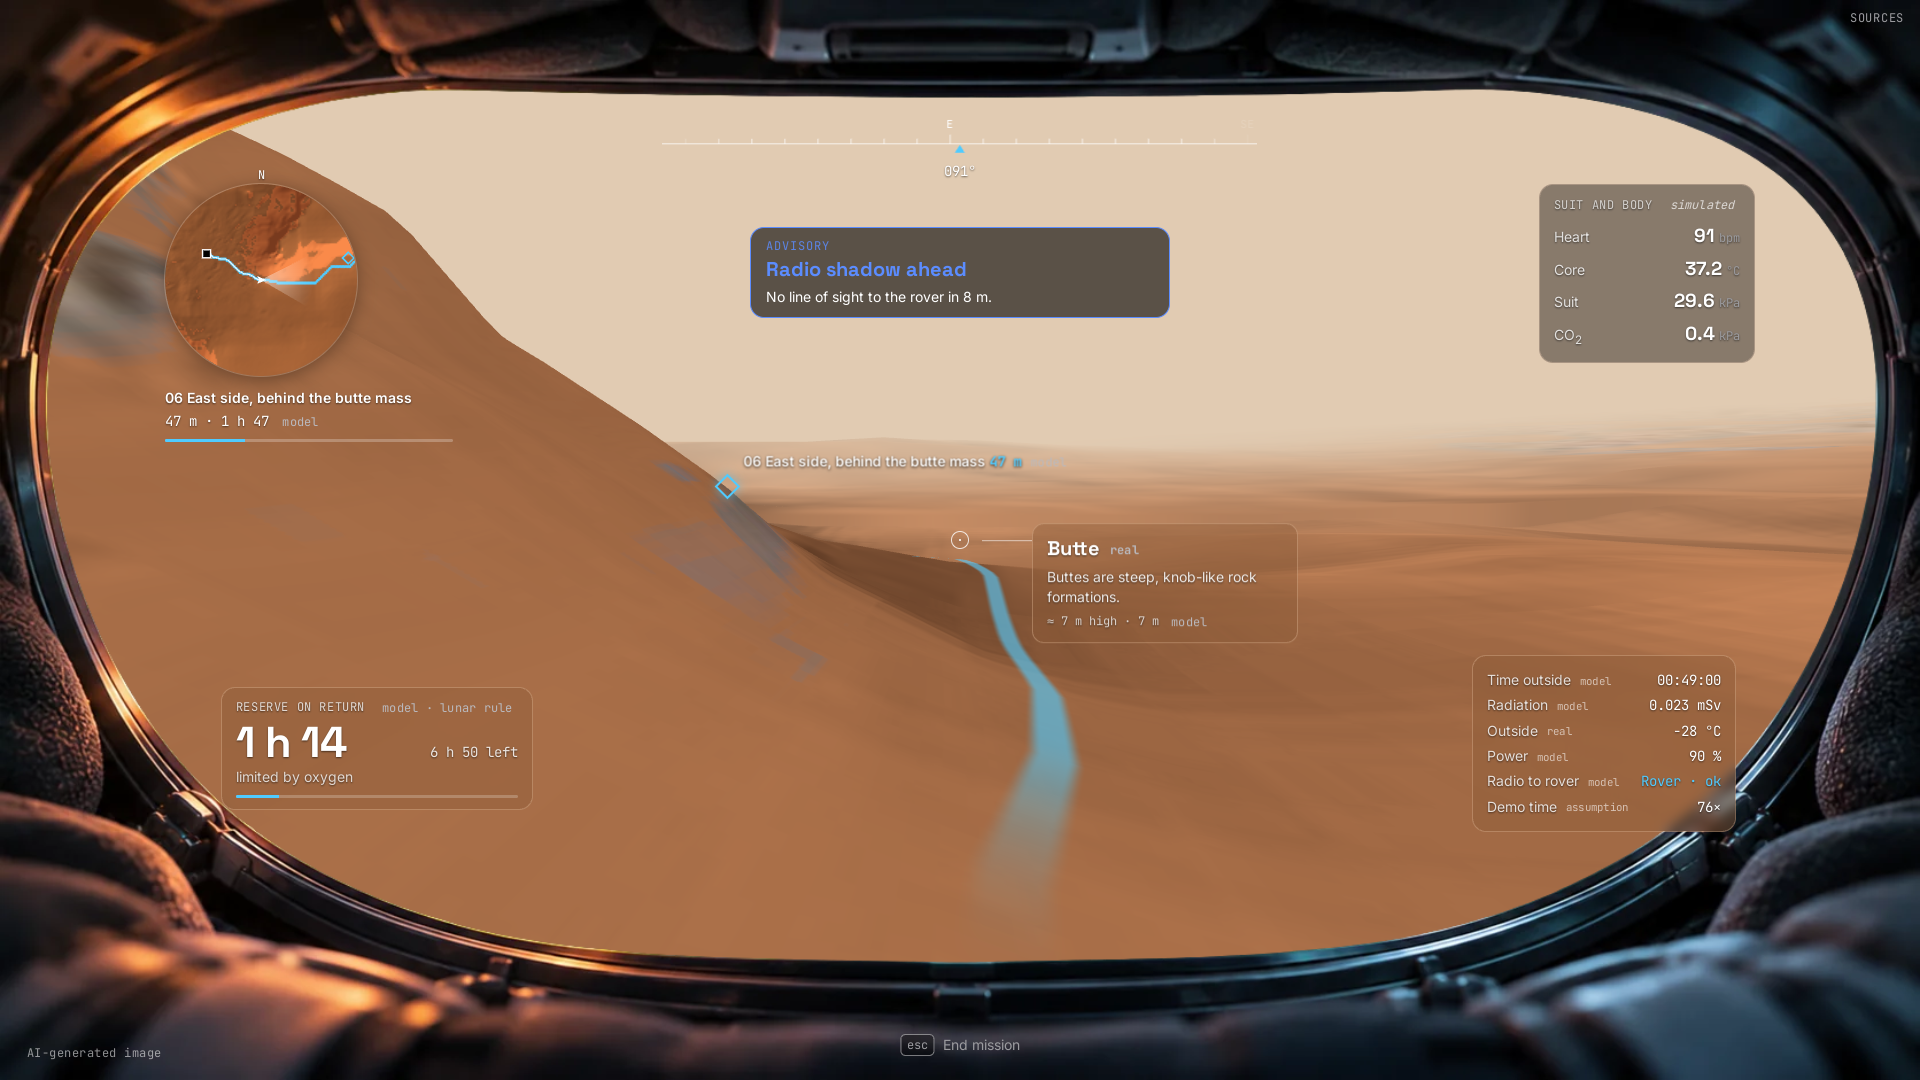 SOURCES
E
091°
N
ADVISORY
Radio shadow ahead
No line of sight to the rover in 8 m.
SUIT AND BODY simulated
Heart 91 bpm
Core 37.2 °C
Suit 29.6 kPa
CO2 0.4 kPa
06 East side, behind the butte mass
47 m · 1 h 47 model
06 East side, behind the butte mass 47 m
Butte real
Buttes are steep, knob-like rock
formations.
≈ 7 m high · 7 m model
RESERVE ON RETURN model · lunar rule
1 h 14 6 h 50 left
limited by oxygen
Time outside model 00:49:00
Radiation model 0.023 mSv
Outside real -28 °C
Power model 90 %
Radio to rover model Rover · ok
Demo time assumption 76×
esc End mission
AI-generated image